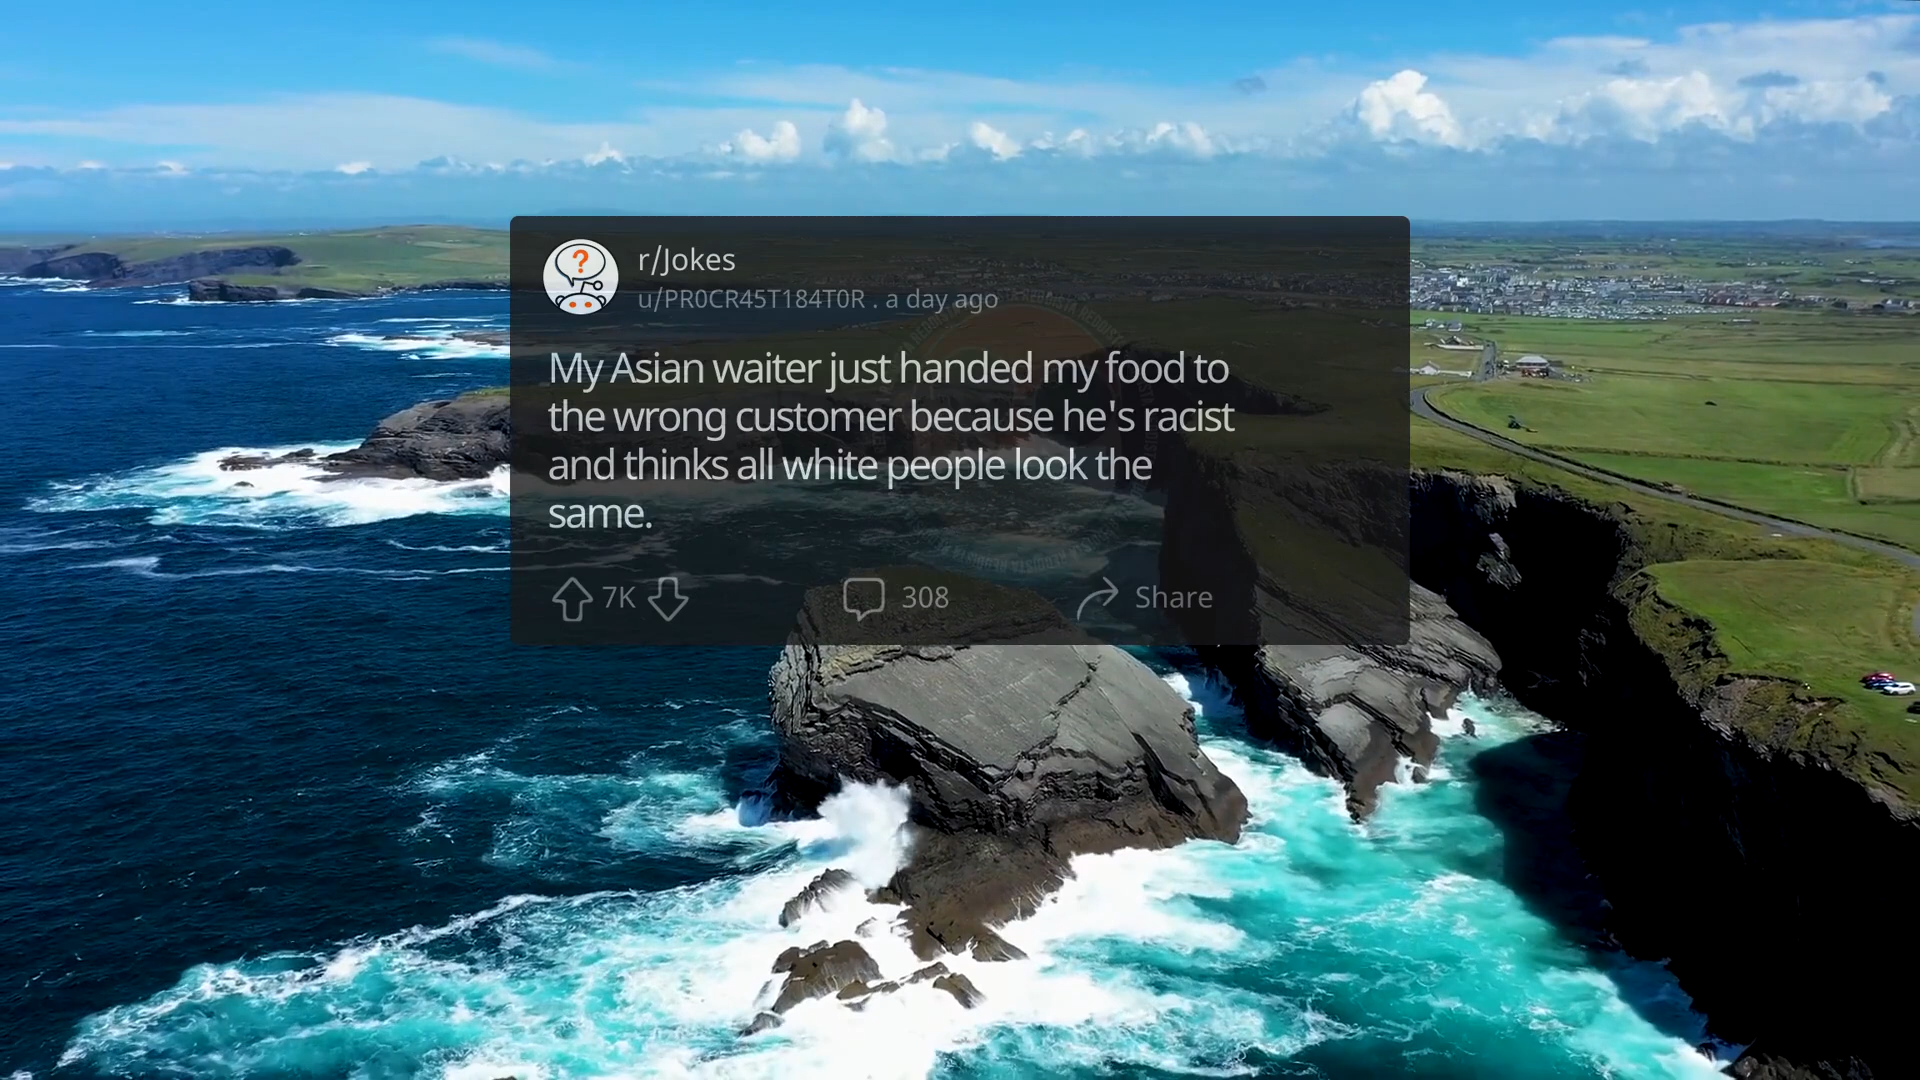 r/Jokes
u/PR0CR45T184T0R . a day ago
My Asian waiter just handed my food to
the wrong customer because he's racist
and thinks all white people look the
same.
7K
308
Share